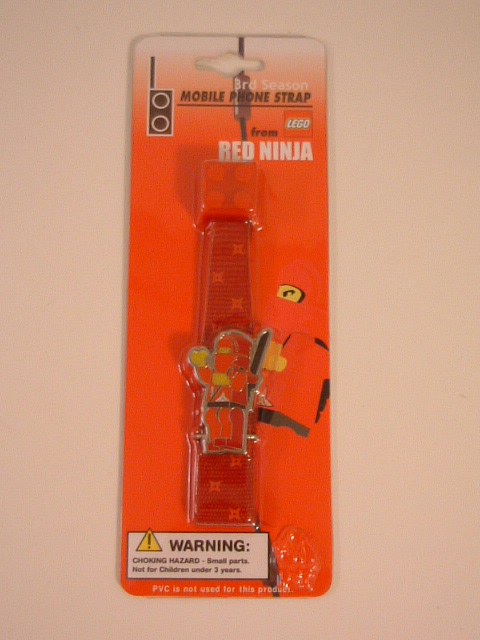 3rd Season
MOBILE PHONE STRAP
from LEGO
RED NINJA
WARNING:
CHOKING HAZARD - Small parts.
Not for Children under 3 years.
PVC is not used for this product.